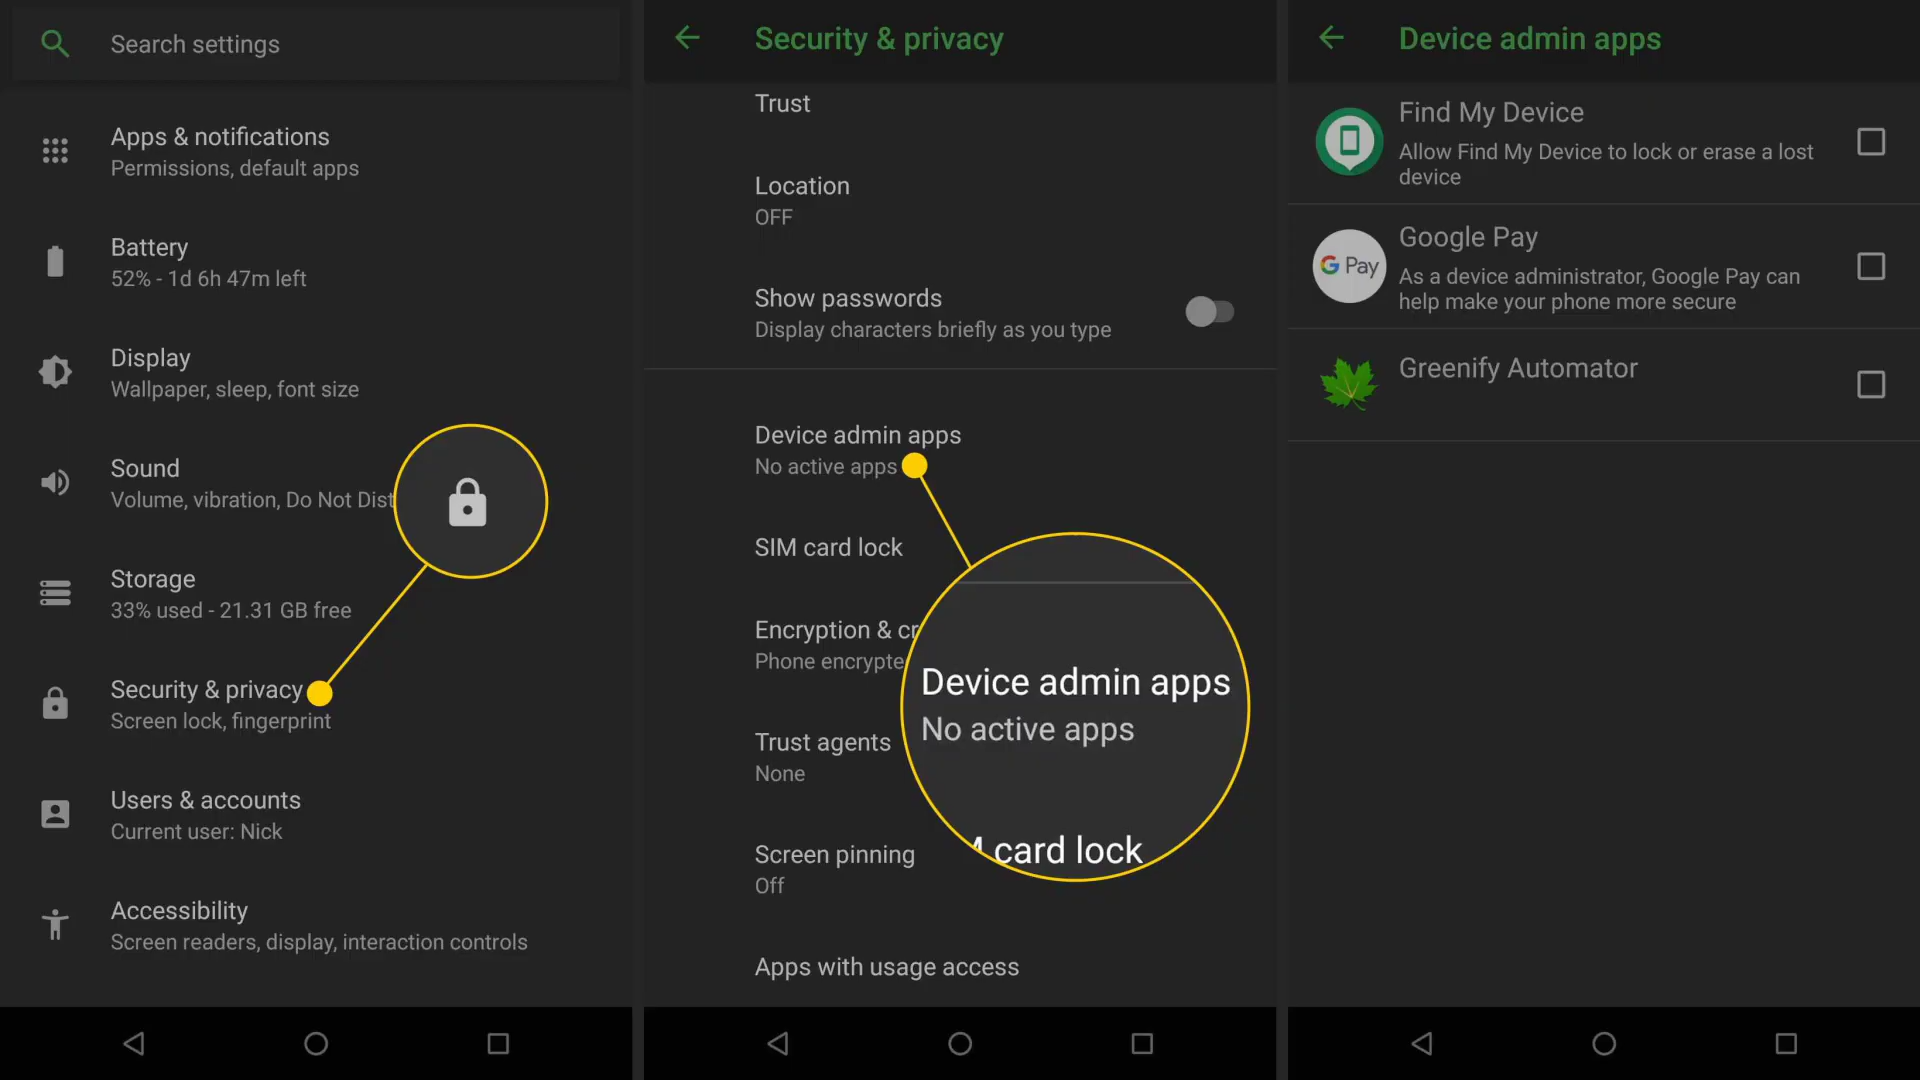 Search settings
Apps & notifications
Permissions, default apps
Battery
52% - 1d 6h 47m left
Display
Wallpaper, sleep, font size
Sound
Volume, vibration, Do Not Dist
Storage
33% used - 21.31 GB free
Security & privacy
Screen lock, fingerprint
Users & accounts
Current user: Nick
Accessibility
Screen readers, display, interaction controls
Security & privacy
Trust
Location
OFF
Show passwords
Display characters briefly as you type
Device admin apps
No active apps
SIM card lock
Encryption & cr
Phone encrypte
Trust agents
None
Screen pinning
Off
Apps with usage access
Device admin apps
No active apps
M card lock
Device admin apps
Find My Device
Allow Find My Device to lock or erase a lost
device
G Pay
Google Pay
As a device administrator, Google Pay can
help make your phone more secure
Greenify Automator